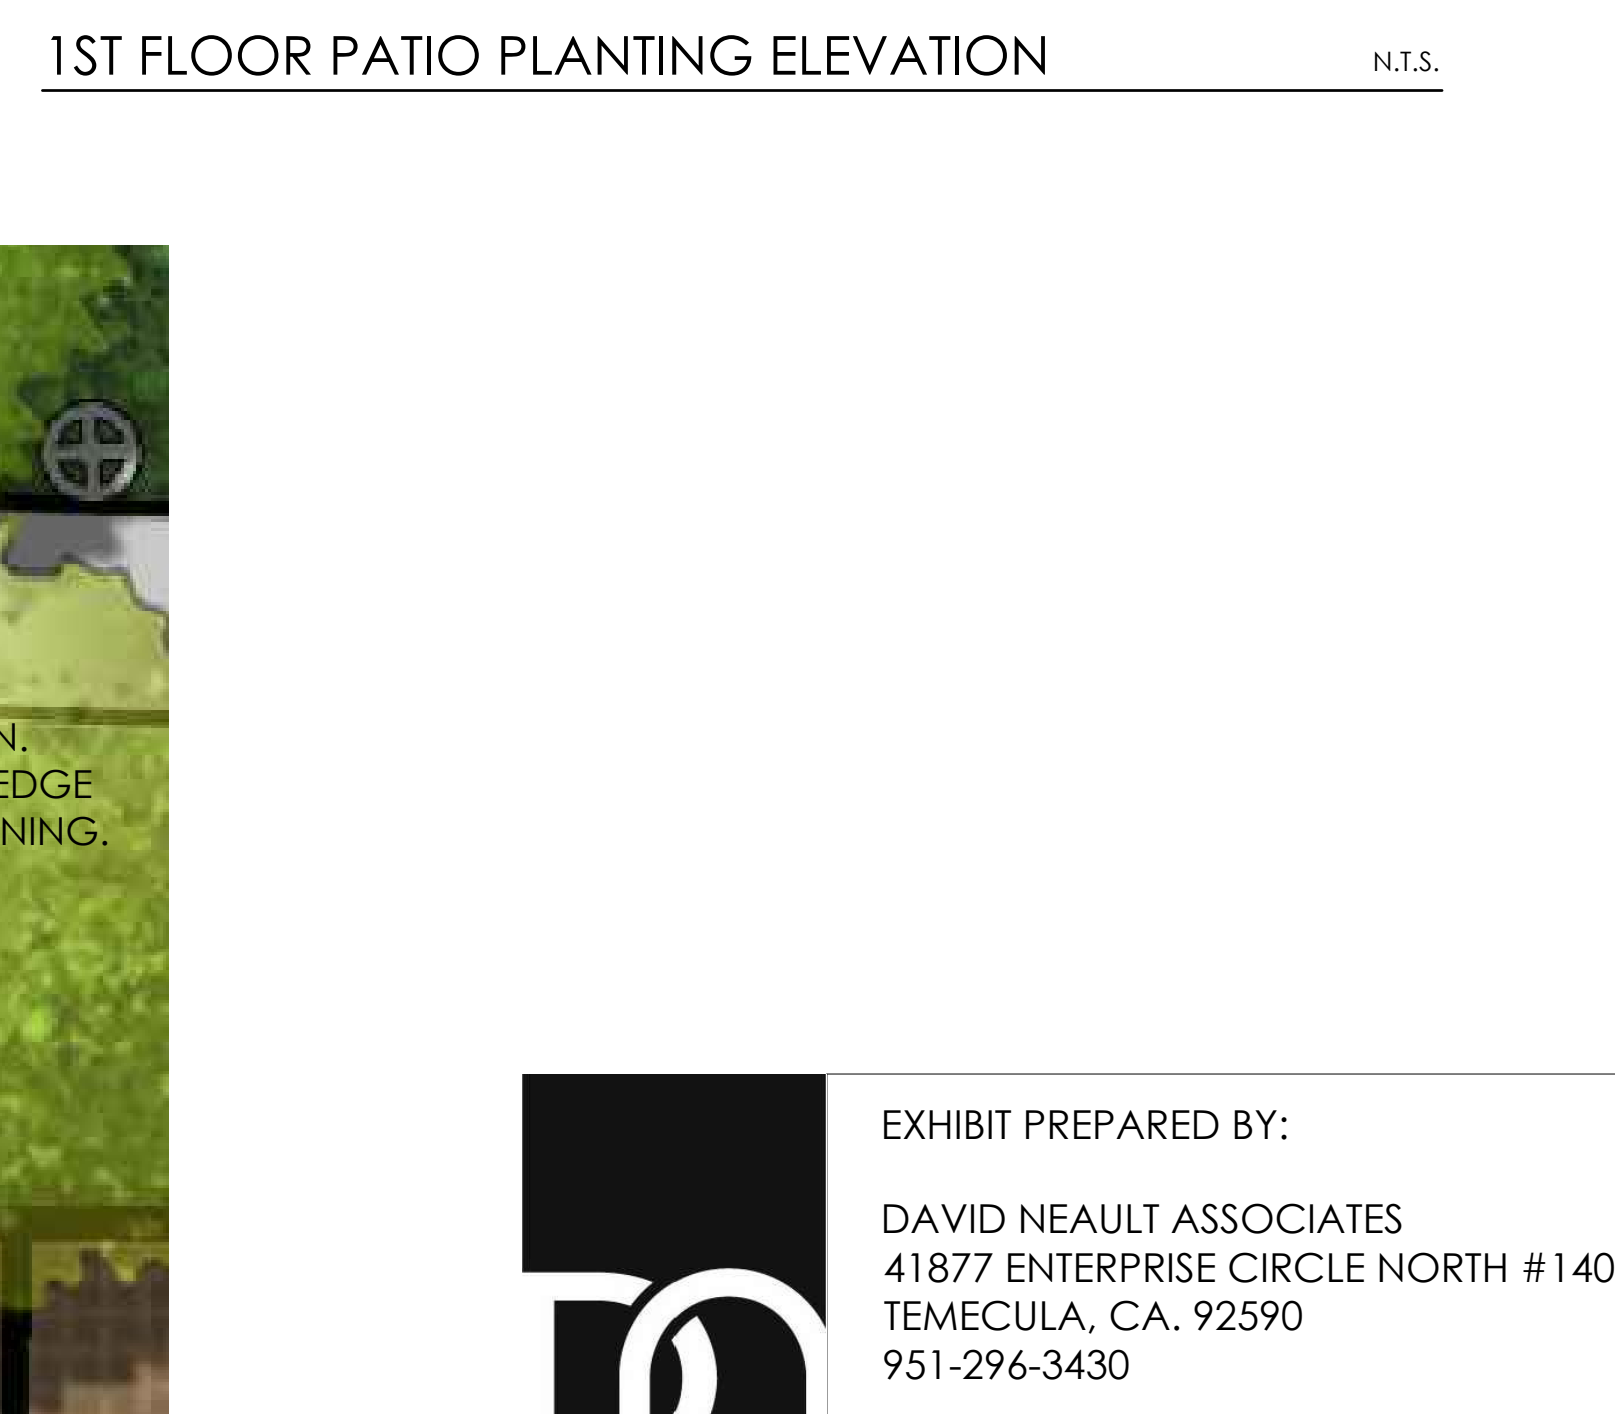 1ST FLOOR PATIO PLANTING ELEVATION N.T.S.
N.
EDGE
NING.
EXHIBIT PREPARED BY:
DAVID NEAULT ASSOCIATES
41877 ENTERPRISE CIRCLE NORTH #140
TEMECULA, CA. 92590
951-296-3430